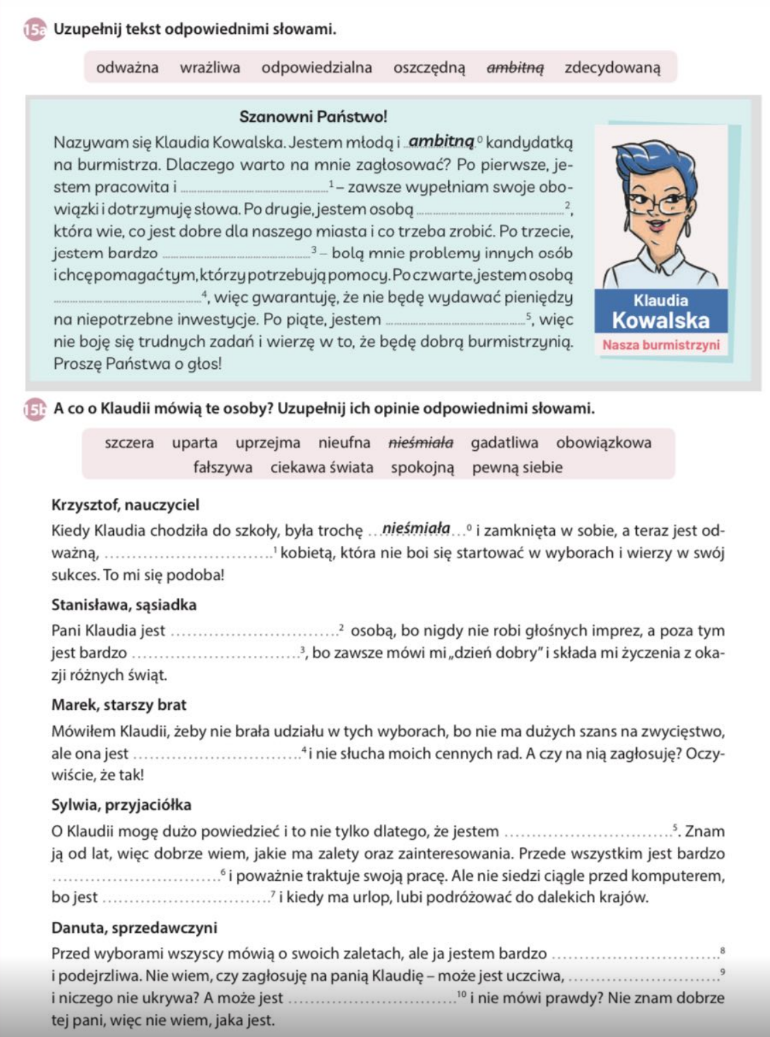 15a Uzupełnij tekst odpowiednimi słowami.
odważna wrażliwa odpowiedzialna oszczędną ambitną zdecydowaną
Szanowni Państwo!
Nazywam się Klaudia Kowalska. Jestem młodą i ambitną ⁰ kandydatką
na burmistrza. Dlaczego warto na mnie zagłosować? Po pierwsze, je-
stem pracowita i ........................................ ¹ – zawsze wypełniam swoje obo-
wiązki i dotrzymuję słowa. Po drugie, jestem osobą ........................................ ²,
która wie, co jest dobre dla naszego miasta i co trzeba zrobić. Po trzecie,
jestem bardzo ........................................ ³ – bolą mnie problemy innych osób
i chcę pomagać tym, którzy potrzebują pomocy. Po czwarte, jestem osobą
........................................ ⁴, więc gwarantuję, że nie będę wydawać pieniędzy
na niepotrzebne inwestycje. Po piąte, jestem ........................................ ⁵, więc
nie boję się trudnych zadań i wierzę w to, że będę dobrą burmistrzynią.
Proszę Państwa o głos!
Klaudia
Kowalska
Nasza burmistrzyni
15b A co o Klaudii mówią te osoby? Uzupełnij ich opinie odpowiednimi słowami.
szczera uparta uprzejma nieufna nieśmiała gadatliwa obowiązkowa
fałszywa ciekawa świata spokojną pewną siebie
Krzysztof, nauczyciel
Kiedy Klaudia chodziła do szkoły, była trochę ...nieśmiała...⁰ i zamknięta w sobie, a teraz jest od-
ważną, ........................................¹ kobietą, która nie boi się startować w wyborach i wierzy w swój
sukces. To mi się podoba!
Stanisława, sąsiadka
Pani Klaudia jest ........................................² osobą, bo nigdy nie robi głośnych imprez, a poza tym
jest bardzo ........................................³, bo zawsze mówi mi „dzień dobry" i składa mi życzenia z oka-
zji różnych świąt.
Marek, starszy brat
Mówiłem Klaudii, żeby nie brała udziału w tych wyborach, bo nie ma dużych szans na zwycięstwo,
ale ona jest ........................................⁴ i nie słucha moich cennych rad. A czy na nią zagłosuję? Oczy-
wiście, że tak!
Sylwia, przyjaciółka
O Klaudii mogę dużo powiedzieć i to nie tylko dlatego, że jestem ........................................⁵. Znam
ją od lat, więc dobrze wiem, jakie ma zalety oraz zainteresowania. Przede wszystkim jest bardzo
........................................⁶ i poważnie traktuje swoją pracę. Ale nie siedzi ciągle przed komputerem,
bo jest ........................................⁷ i kiedy ma urlop, lubi podróżować do dalekich krajów.
Danuta, sprzedawczyni
Przed wyborami wszyscy mówią o swoich zaletach, ale ja jestem bardzo ........................................⁸
i podejrzliwa. Nie wiem, czy zagłosuję na panią Klaudię – może jest uczciwa, ........................................⁹
i niczego nie ukrywa? A może jest ........................................¹⁰ i nie mówi prawdy? Nie znam dobrze
tej pani, więc nie wiem, jaka jest.